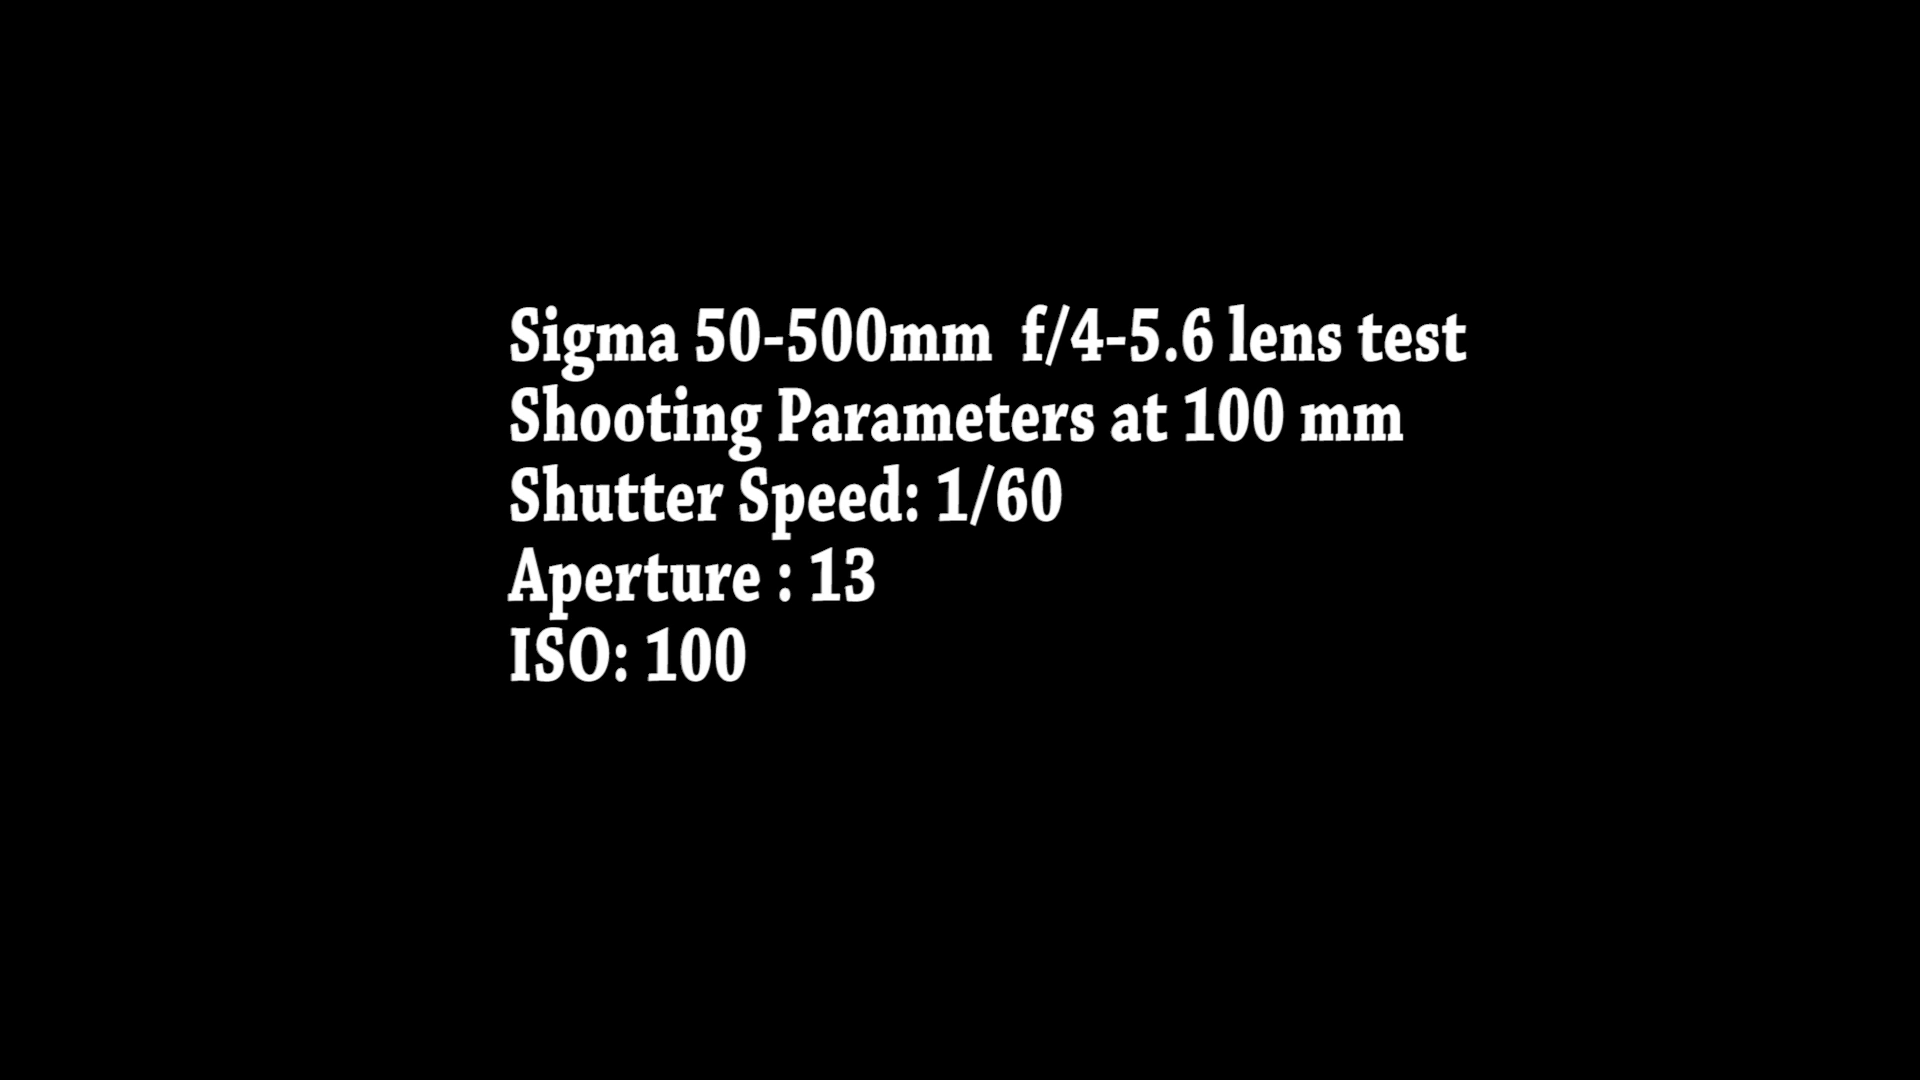 Sigma 50-500mm  f/4-5.6 lens test
Shooting Parameters at 100 mm
Shutter Speed: 1/60
Aperture : 13
ISO: 100